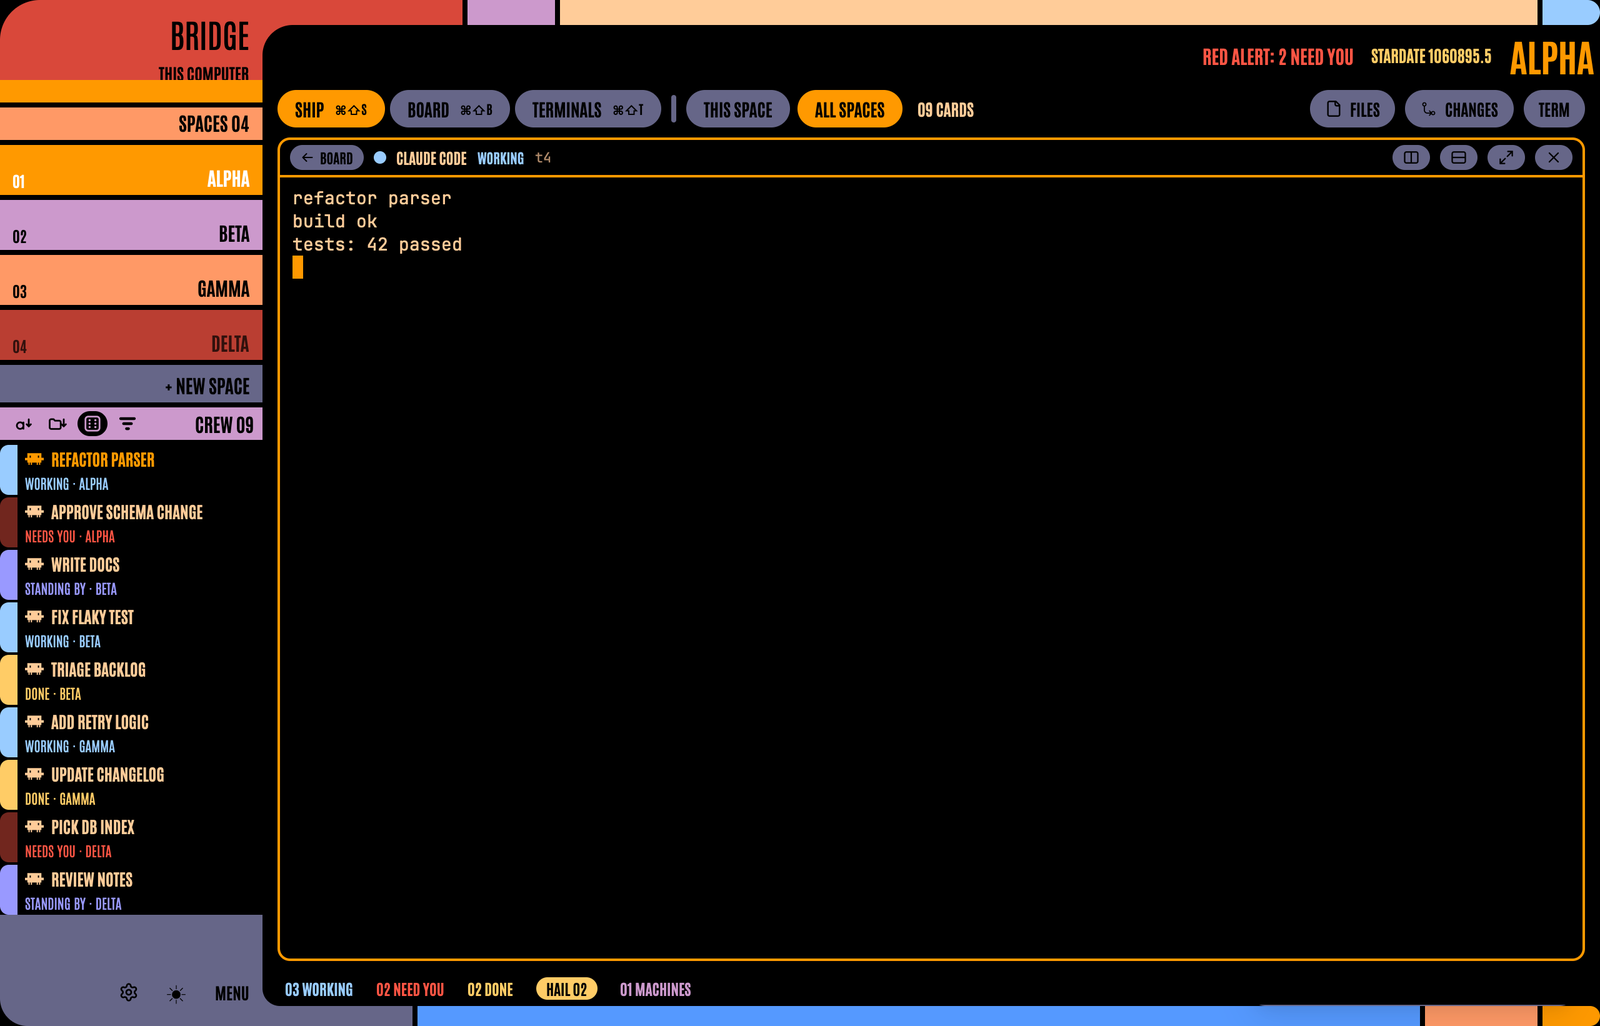 BRIDGE
THIS COMPUTER
SPACES 04
01 ALPHA
02 BETA
03 GAMMA
04 DELTA
+ NEW SPACE
CREW 09
REFACTOR PARSER
WORKING · ALPHA
APPROVE SCHEMA CHANGE
NEEDS YOU · ALPHA
WRITE DOCS
STANDING BY · BETA
FIX FLAKY TEST
WORKING · BETA
TRIAGE BACKLOG
DONE · BETA
ADD RETRY LOGIC
WORKING · GAMMA
UPDATE CHANGELOG
DONE · GAMMA
PICK DB INDEX
NEEDS YOU · DELTA
REVIEW NOTES
STANDING BY · DELTA
MENU
RED ALERT: 2 NEED YOU STARDATE 1060895.5 ALPHA
SHIP ⌘⇧S BOARD ⌘⇧B TERMINALS ⌘⇧T THIS SPACE ALL SPACES 09 CARDS FILES CHANGES TERM
← BOARD CLAUDE CODE WORKING t4
refactor parser
build ok
tests: 42 passed
03 WORKING 02 NEED YOU 02 DONE HAIL 02 01 MACHINES